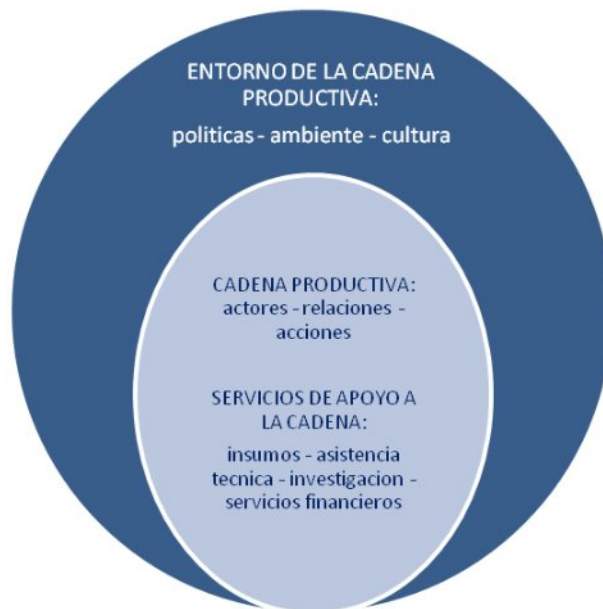 ENTORNO DE LA CADENA
PRODUCTIVA:
politicas - ambiente - cultura
CADENA PRODUCTIVA:
actores - relaciones -
acciones
SERVICIOS DE APOYO A
LA CADENA:
insumos - asistencia
tecnica - investigacion -
servicios financieros